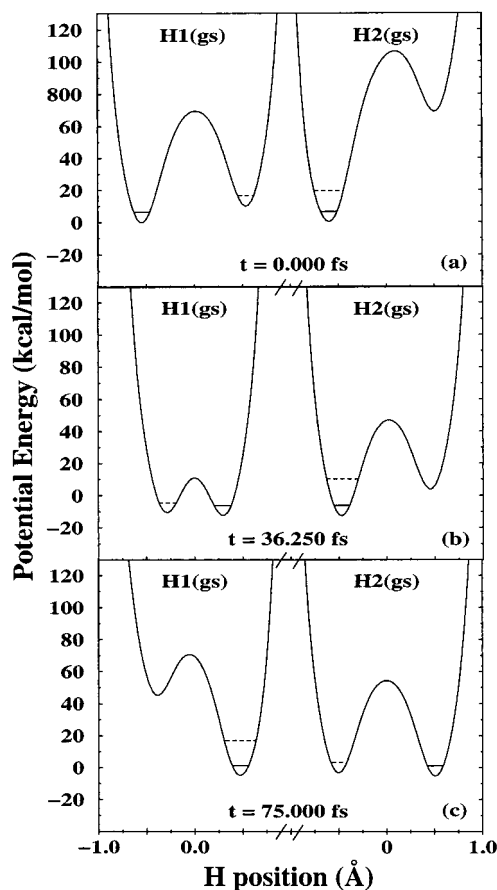 Potential Energy (kcal/mol)
H1(gs) H2(gs)
120
100
800
60
40
20
0
−20
t = 0.000 fs (a)
H1(gs) H2(gs)
120
100
80
60
40
20
0
−20
t = 36.250 fs (b)
H1(gs) H2(gs)
120
100
80
60
40
20
0
−20
t = 75.000 fs (c)
−1.0 0.0 0 1.0
H position (Å)